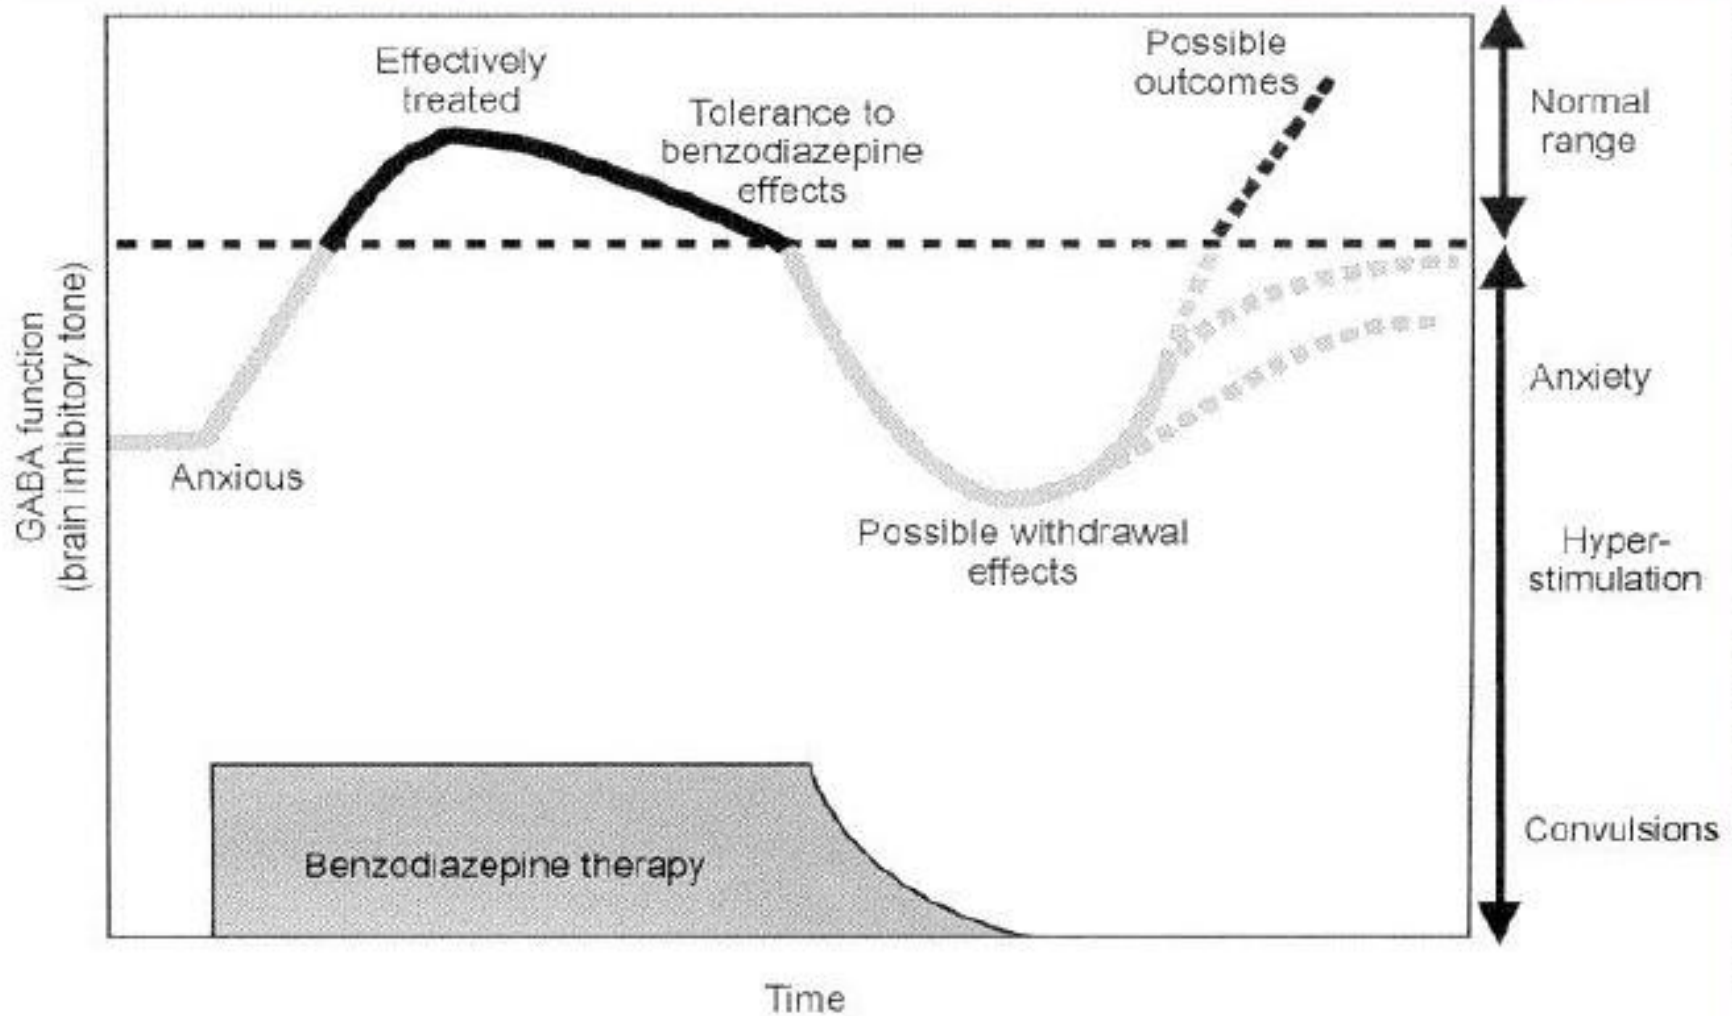 Effectively
treated
Tolerance to
benzodiazepine
effects
Possible
outcomes
Normal
range
GABA function
(brain inhibitory tone)
Anxious
Possible withdrawal
effects
Anxiety
Hyper-
stimulation
Convulsions
Benzodiazepine therapy
Time